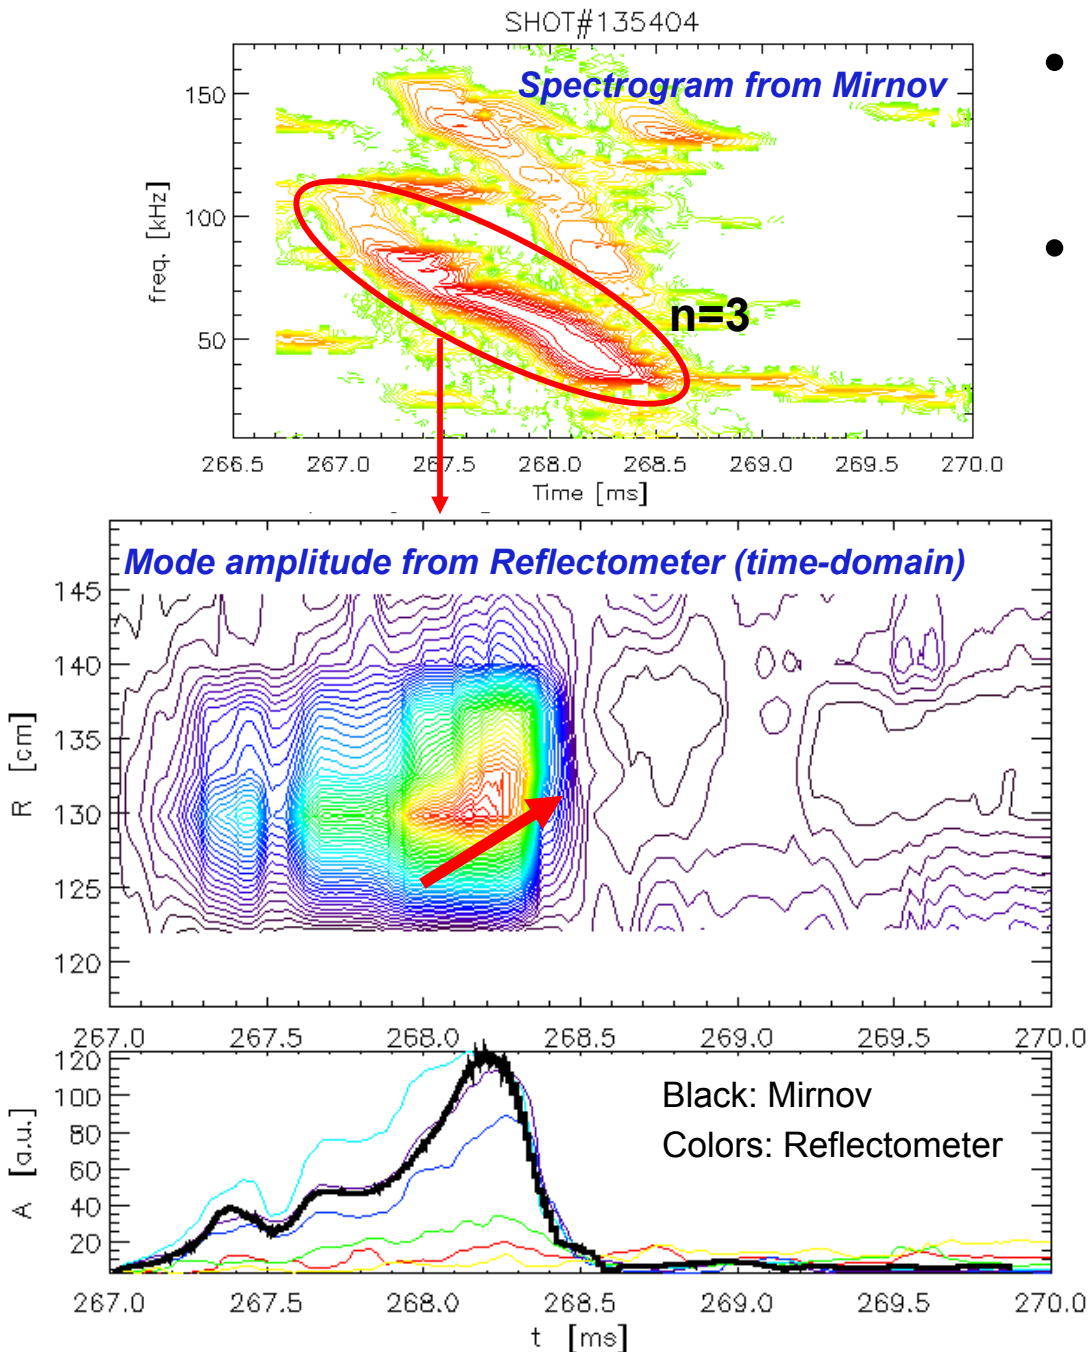 SHOT#135404
Spectrogram from Mirnov
freq. [kHz]
150
100
50
n=3
266.5 267.0 267.5 268.0 268.5 269.0 269.5 270.0
Time [ms]
Mode amplitude from Reflectometer (time-domain)
R [cm]
145
140
135
130
125
120
267.0 267.5 268.0 268.5 269.0 269.5 270.0
A [a.u.]
120
100
80
60
40
20
Black: Mirnov
Colors: Reflectometer
267.0 267.5 268.0 268.5 269.0 269.5 270.0
t [ms]